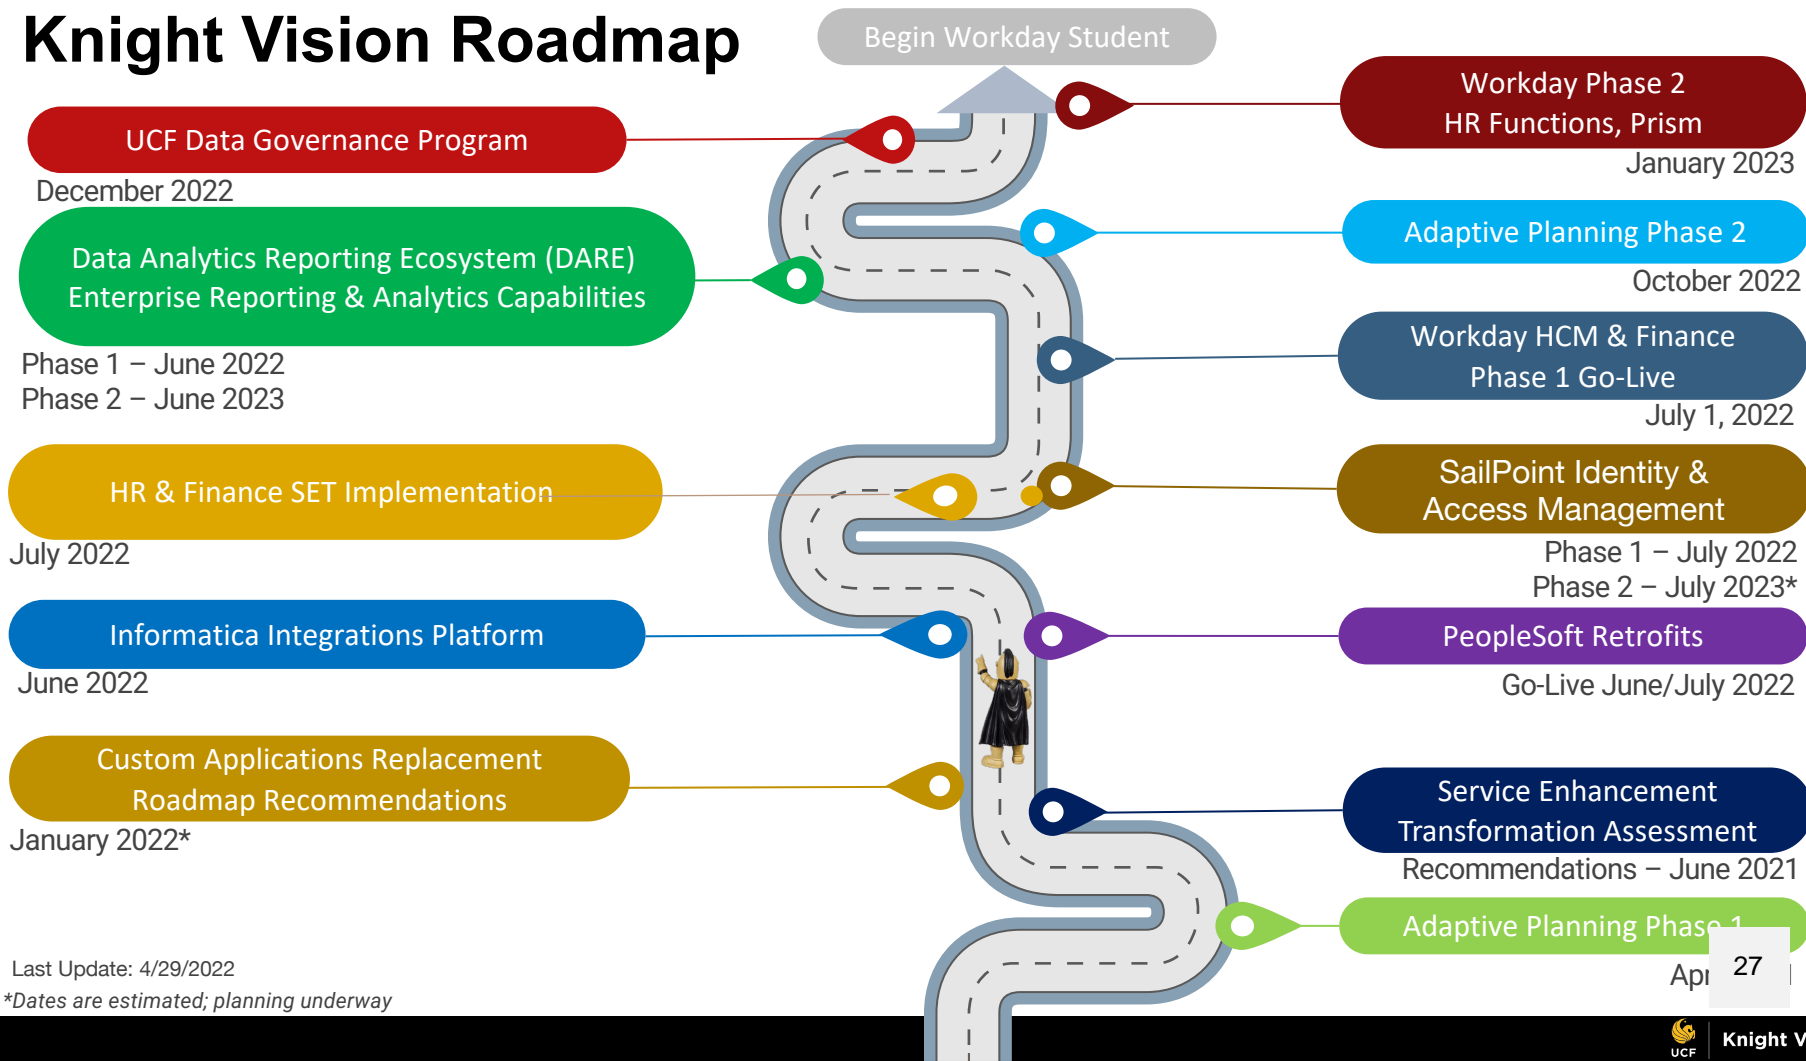 Knight Vision Roadmap
Begin Workday Student
UCF Data Governance Program
December 2022
Data Analytics Reporting Ecosystem (DARE)
Enterprise Reporting & Analytics Capabilities
Phase 1 – June 2022
Phase 2 – June 2023
HR & Finance SET Implementation
July 2022
Informatica Integrations Platform
June 2022
Custom Applications Replacement
Roadmap Recommendations
January 2022*
Workday Phase 2
HR Functions, Prism
January 2023
Adaptive Planning Phase 2
October 2022
Workday HCM & Finance
Phase 1 Go-Live
July 1, 2022
SailPoint Identity &
Access Management
Phase 1 – July 2022
Phase 2 – July 2023*
PeopleSoft Retrofits
Go-Live June/July 2022
Service Enhancement
Transformation Assessment
Recommendations – June 2021
Adaptive Planning Phase 1
27
Last Update: 4/29/2022
*Dates are estimated; planning underway
UCF
Knight V